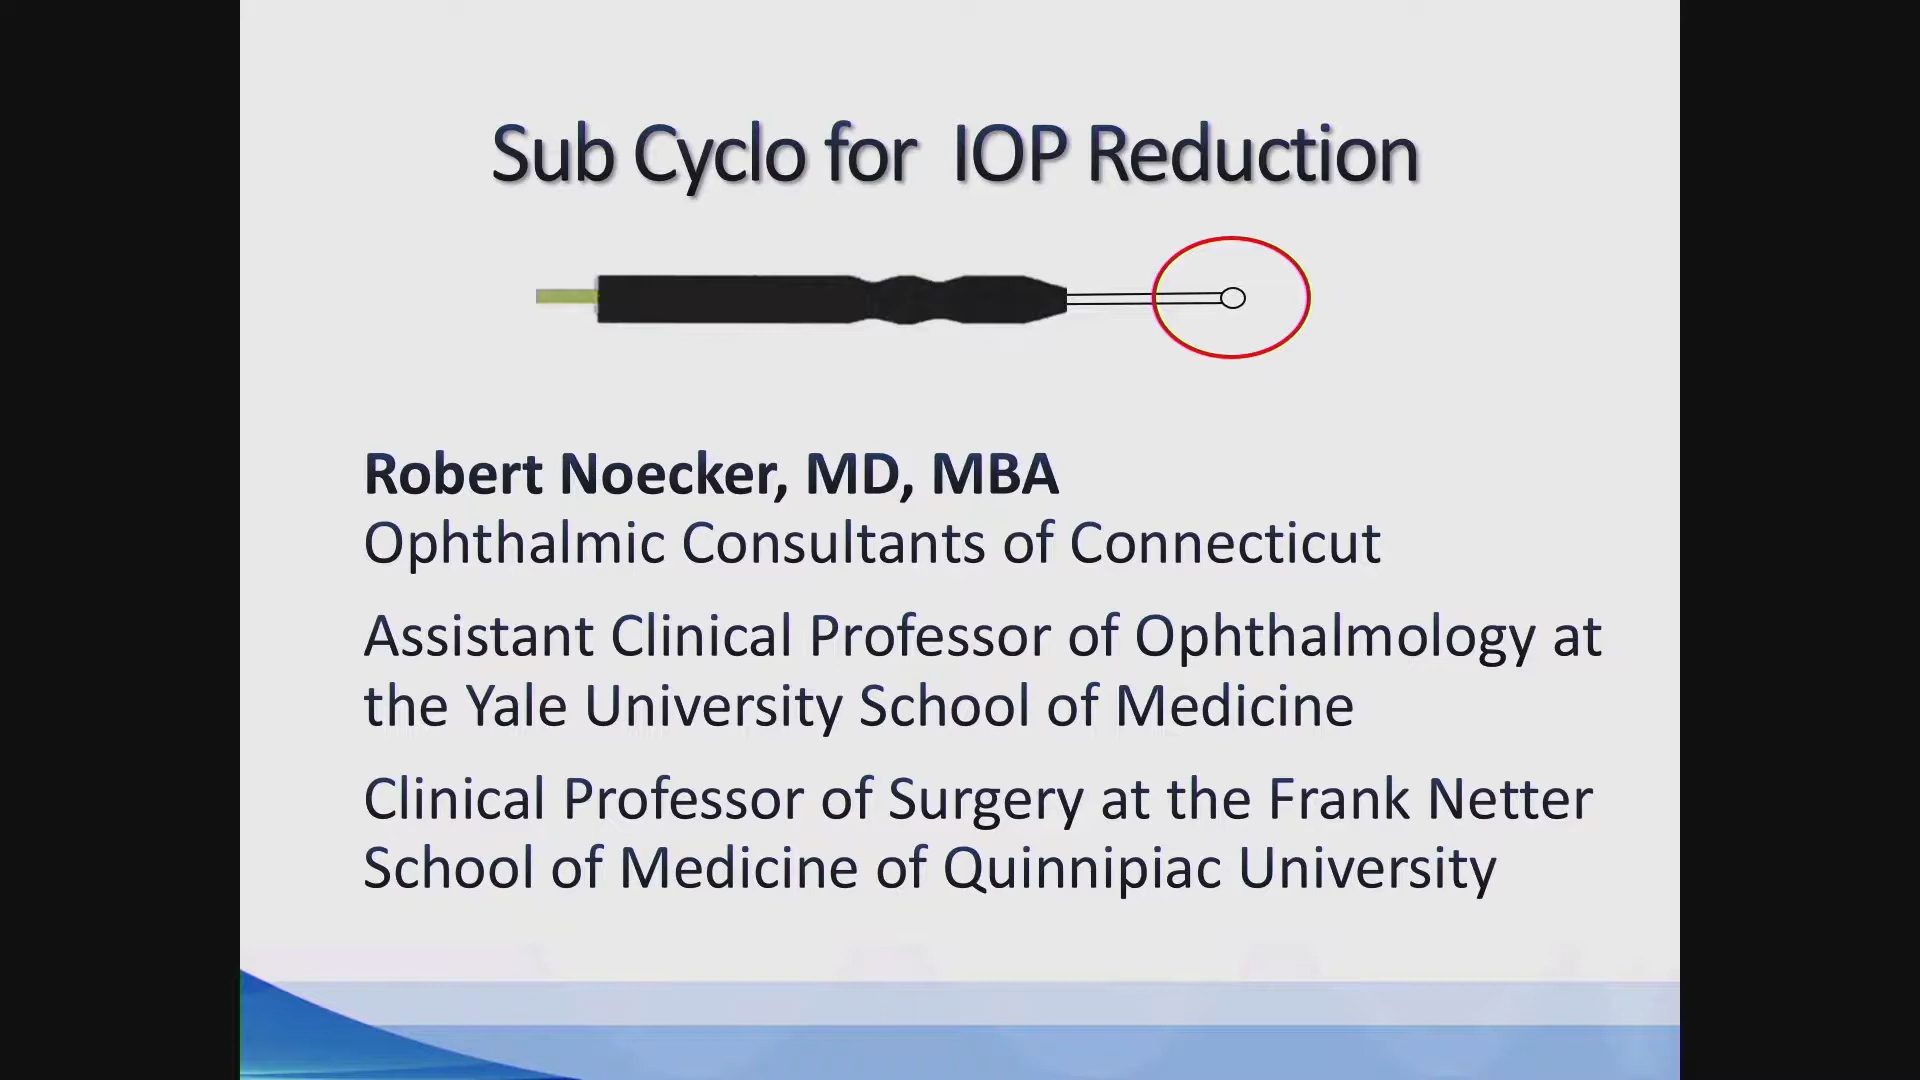 Sub Cyclo for IOP Reduction
Robert Noecker, MD, MBA
Ophthalmic Consultants of Connecticut
Assistant Clinical Professor of Ophthalmology at
the Yale University School of Medicine
Clinical Professor of Surgery at the Frank Netter
School of Medicine of Quinnipiac University